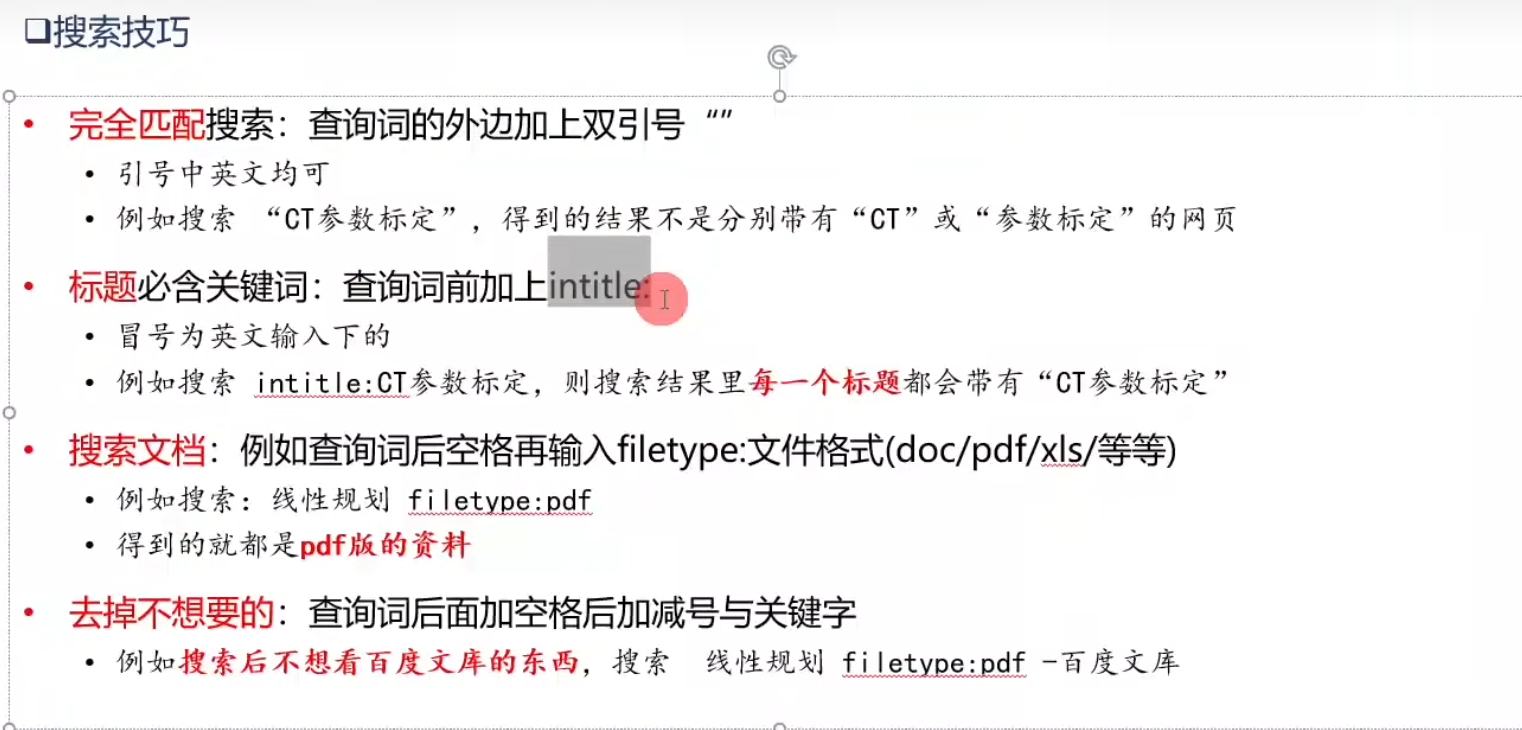 ❑搜索技巧
• 完全匹配搜索：查询词的外边加上双引号“”
• 引号中英文均可
• 例如搜索 “CT参数标定”，得到的结果不是分别带有“CT”或“参数标定”的网页
• 标题必含关键词：查询词前加上intitle:
• 冒号为英文输入下的
• 例如搜索 intitle:CT参数标定，则搜索结果里每一个标题都会带有“CT参数标定”
• 搜索文档：例如查询词后空格再输入filetype:文件格式(doc/pdf/xls/等等)
• 例如搜索：线性规划 filetype:pdf
• 得到的就都是pdf版的资料
• 去掉不想要的：查询词后面加空格后加减号与关键字
• 例如搜索后不想看百度文库的东西，搜索 线性规划 filetype:pdf -百度文库